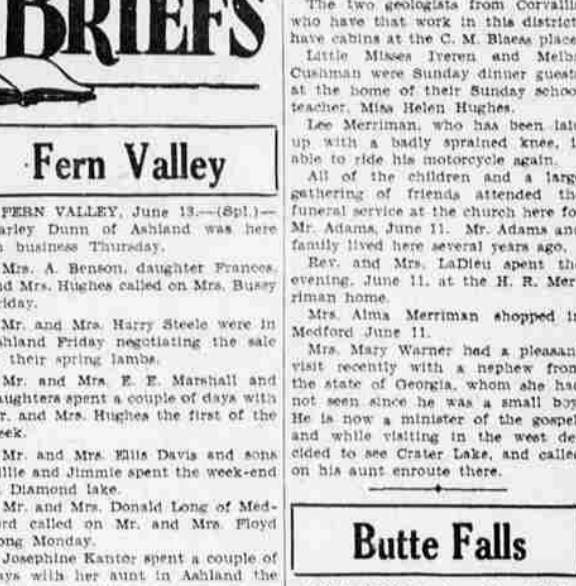 BRIEFS
Fern Valley
FERN VALLEY, June 13.—(Spl.)—
arley Dunn of Ashland was here
business Thursday.
Mrs. A. Benson, daughter Frances,
nd Mrs. Hughes called on Mrs. Bussy
riday.
Mr. and Mrs. Harry Steele were in
shland Friday negotiating the sale
their spring lambs.
Mr. and Mrs. E. E. Marshall and
aughters spent a couple of days with
r. and Mrs. Hughes the first of the
eek.
Mr. and Mrs. Ellis Davis and sons
illie and Jimmie spent the week-end
Diamond lake.
Mr. and Mrs. Donald Long of Med-
rd called on Mr. and Mrs. Floyd
ong Monday.
Josephine Kantor spent a couple of
ays with her aunt in Ashland the
The two geologists from Corvallis
who have that work in this district
have cabins at the C. M. Blaess place
Little Misses Iveren and Melba
Cushman were Sunday dinner guests
at the home of their Sunday school
teacher, Miss Helen Hughes.
Lee Merriman, who has been laid
up with a badly sprained knee, i
able to ride his motorcycle again.
All of the children and a larg
gathering of friends attended th
funeral service at the church here fo
Mr. Adams, June 11. Mr. Adams and
family lived here several years ago.
Rev. and Mrs. LaDieu spent the
evening, June 11, at the H. R. Mer
riman home.
Mrs. Alma Merriman shopped in
Medford June 11.
Mrs. Mary Warner had a pleasan
visit recently with a nephew from
the state of Georgia, whom she had
not seen since he was a small boy
He is now a minister of the gospel
and while visiting in the west de
cided to see Crater Lake, and called
on his aunt enroute there.
Butte Falls